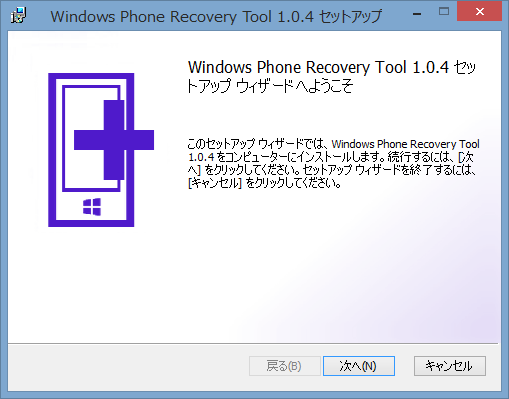 Windows Phone Recovery Tool 1.0.4 セットアップ
Windows Phone Recovery Tool 1.0.4 セッ
トアップ ウィザードへようこそ
このセットアップ ウィザードでは、Windows Phone Recovery Tool
1.0.4 をコンピューターにインストールします。続行するには、[次
へ] をクリックしてください。セットアップ ウィザードを終了するには、
[キャンセル] をクリックしてください。
戻る(B)
次へ(N)
キャンセル